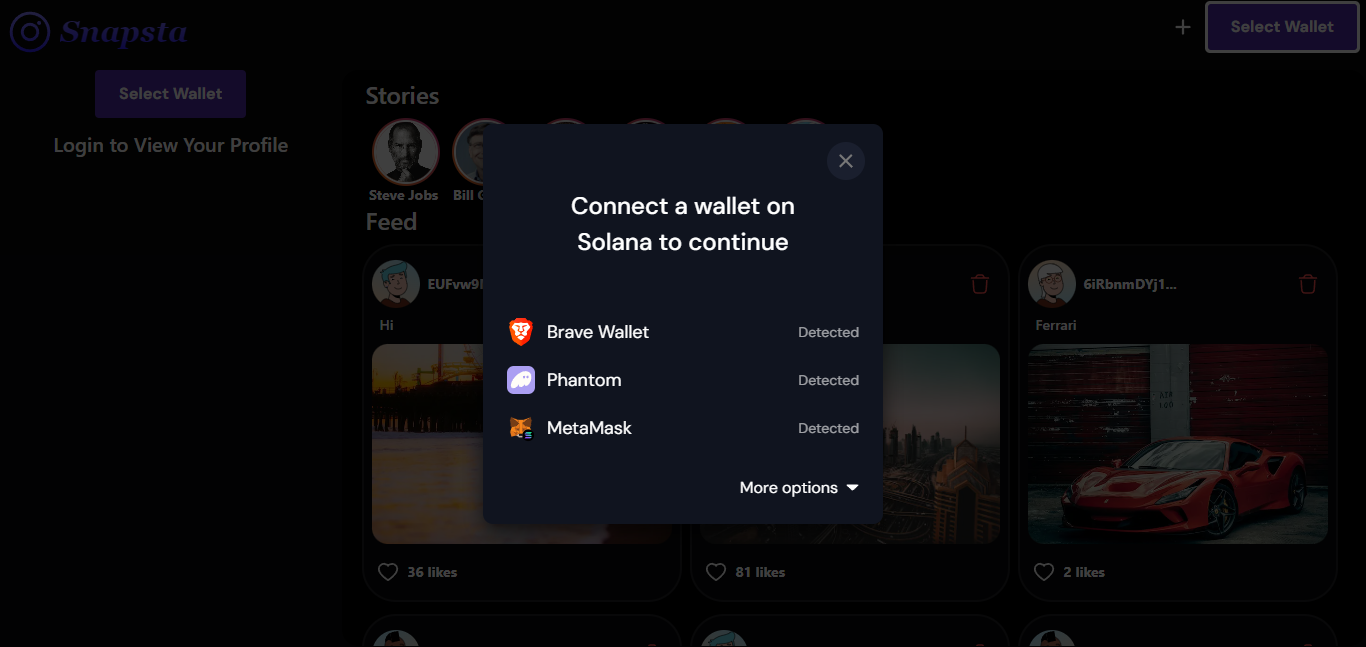 Snapsta
+ Select Wallet
Select Wallet
Login to View Your Profile
Stories
Steve Jobs
Bill
Feed
Connect a wallet on
Solana to continue
Brave Wallet Detected
Phantom Detected
MetaMask Detected
More options
EUFvw9
6iRbnmDYj1...
Hi
Ferrari
36 likes
81 likes
2 likes